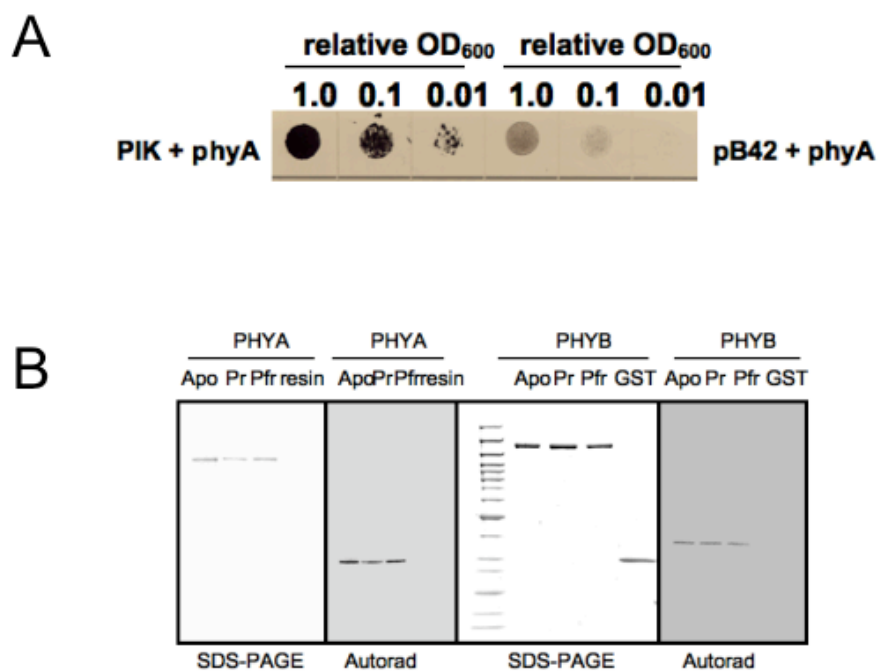 A
relative OD600 relative OD600
1.0 0.1 0.01 1.0 0.1 0.01
PIK + phyA pB42 + phyA
B
PHYA PHYA PHYB PHYB
Apo Pr Pfr resin ApoPrPfrresin Apo Pr Pfr GST Apo Pr Pfr GST
SDS-PAGE Autorad SDS-PAGE Autorad